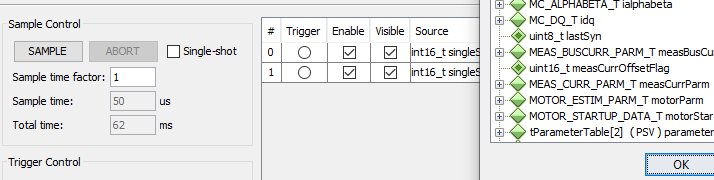 Sample Control
SAMPLE ABORT Single-shot
Sample time factor: 1
Sample time: 50 us
Total time: 62 ms
Trigger Control
# Trigger Enable Visible Source
0 int16_t singleS
1 int16_t singleS
MC_ALPHABETA_T ialphabeta
MC_DQ_T idq
uint8_t lastSyn
MEAS_BUSCURR_PARM_T measBusCu
uint16_t measCurrOffsetFlag
MEAS_CURR_PARM_T measCurrParm
MOTOR_ESTIM_PARM_T motorParm
MOTOR_STARTUP_DATA_T motorStar
tParameterTable[2] (PSV) parameter
OK